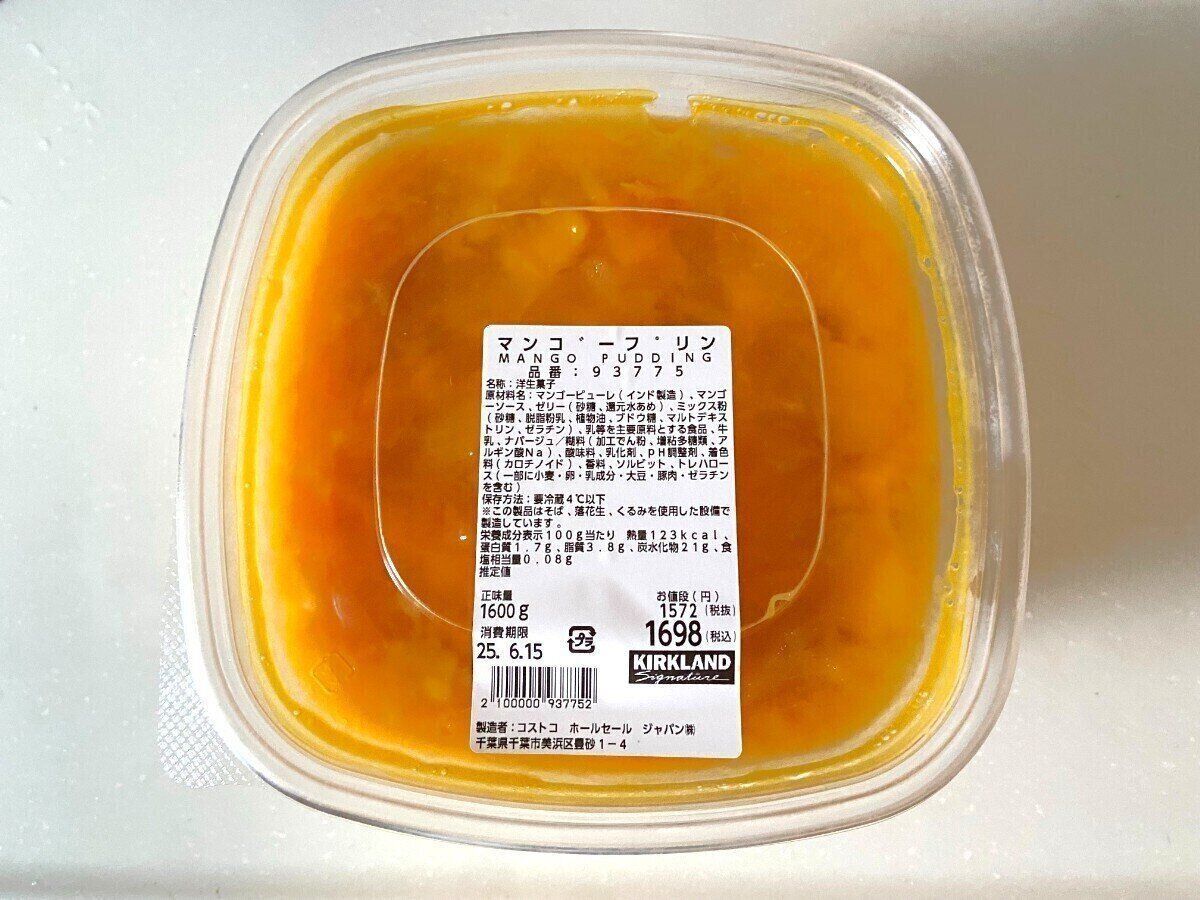 マンゴープリン
MANGO PUDDING
品番:93775
名称:洋生菓子
原材料名:マンゴーピューレ(インド製造)、マンゴ
ーソース、ゼリー(砂糖、還元水あめ)、ミックス粉
(砂糖、脱脂粉乳、植物油、ブドウ糖、マルトデキス
トリン、ゼラチン)、乳等を主要原料とする食品、牛
乳、ナパージュ/糊料(加工でん粉、増粘多糖類、ア
ルギン酸Na)、酸味料、乳化剤、pH調整剤、着色
料(カロチノイド)、香料、ソルビット、トレハロー
ス(一部に小麦・卵・乳成分・大豆・豚肉・ゼラチン
を含む)
保存方法:要冷蔵4℃以下
※この製品はそば、落花生、くるみを使用した設備で
製造しています。
栄養成分表示100g当たり 熱量123kcal、
蛋白質1.7g、脂質3.8g、炭水化物21g、食
塩相当量0.08g
推定値
正味量 お値段(円)
1600g 1572(税抜)
消費期限 プラ 1698(税込)
25. 6.15
KIRKLAND
Signature
2 100000 937752
製造者:コストコ ホールセール ジャパン㈱
千葉県千葉市美浜区豊砂1-4